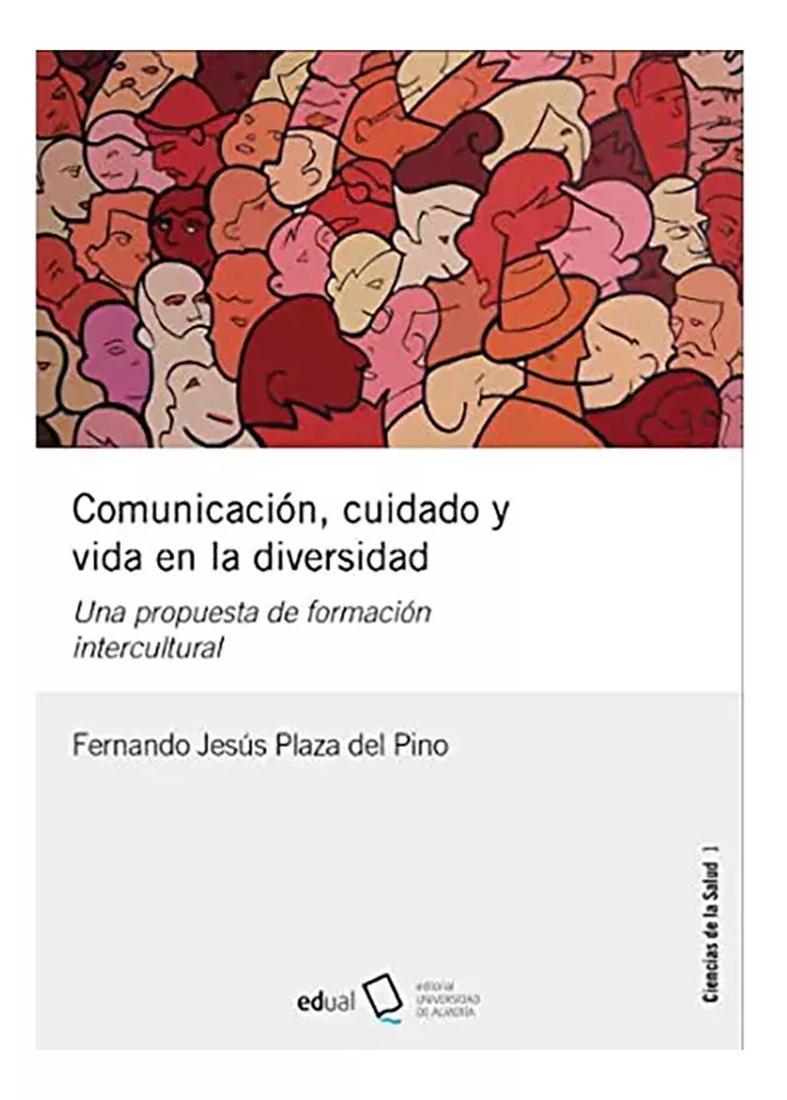 Comunicación, cuidado y
vida en la diversidad
Una propuesta de formación
intercultural
Fernando Jesús Plaza del Pino
Ciencias de la Salud 1
edual
editorial
UNIVERSIDAD
DE ALMERÍA